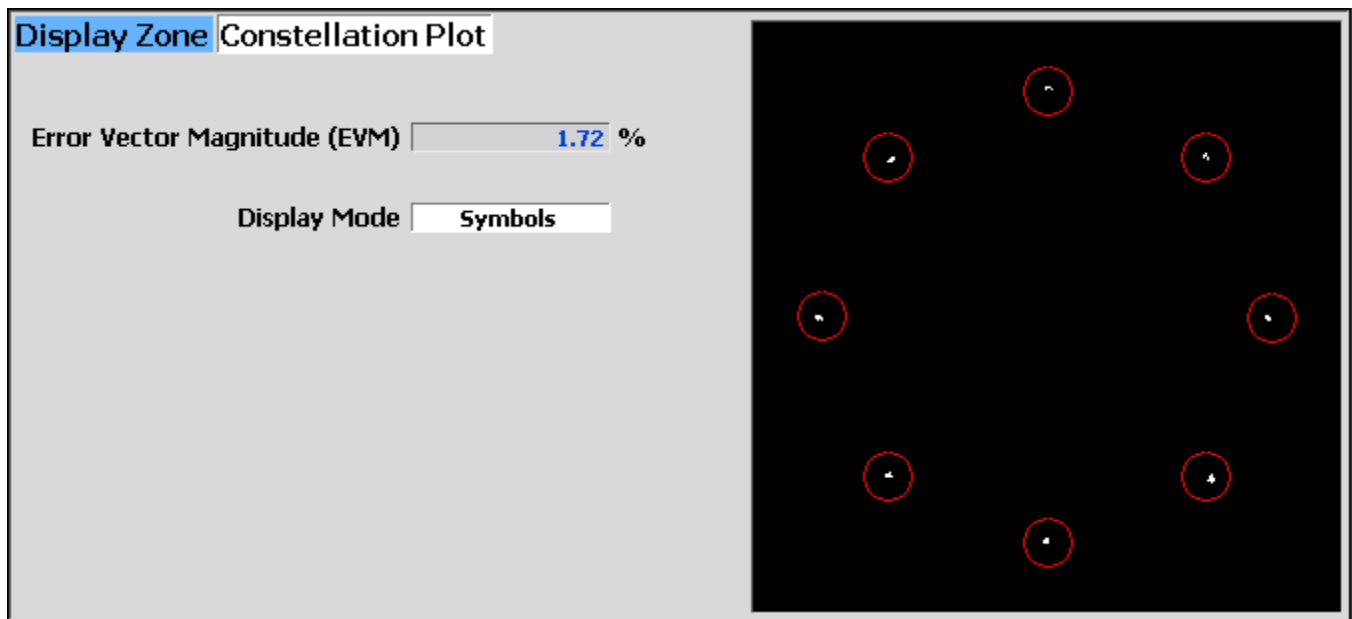 Display Zone Constellation Plot
Error Vector Magnitude (EVM) 1.72 %
Display Mode Symbols